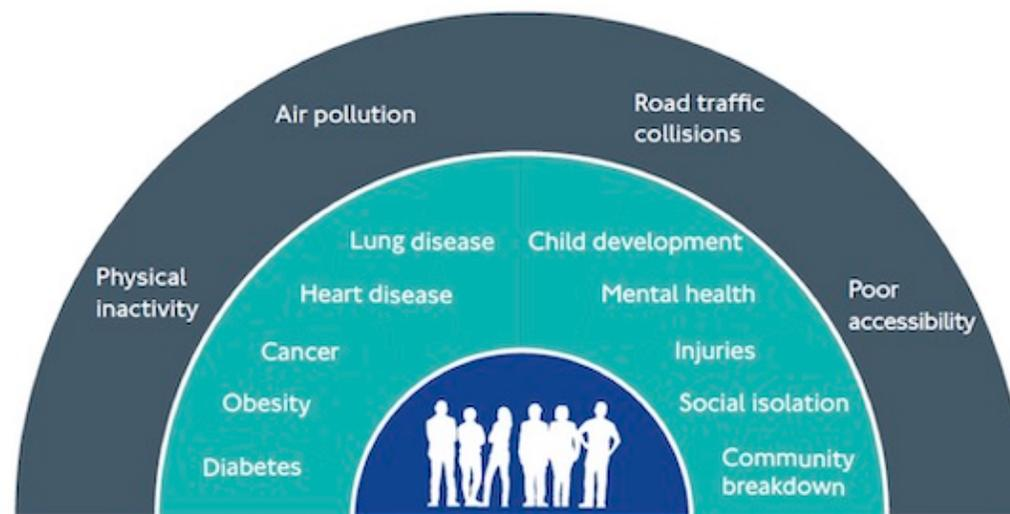 Air pollution
Road traffic
collisions
Physical
inactivity
Poor
accessibility
Lung disease
Child development
Heart disease
Mental health
Cancer
Injuries
Obesity
Social isolation
Diabetes
Community
breakdown